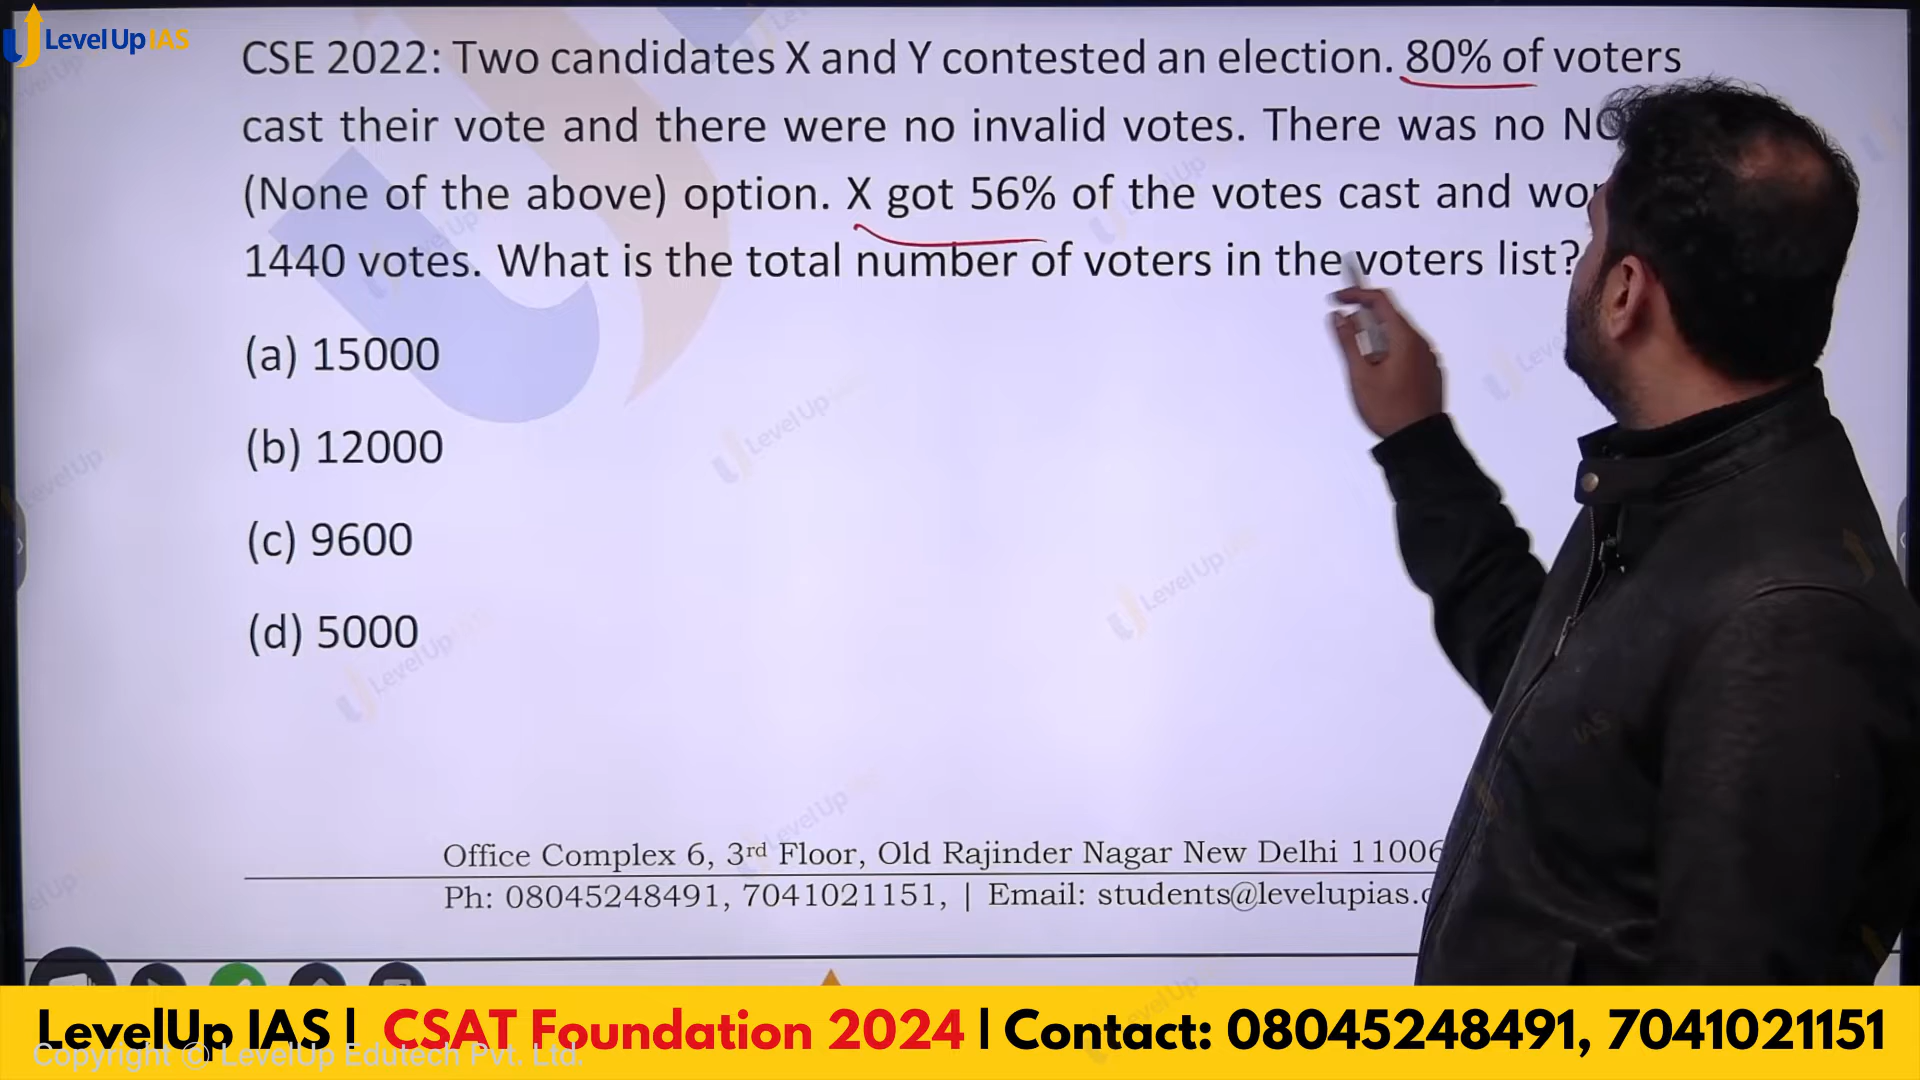 LevelUp IAS
CSE 2022: Two candidates X and Y contested an election. 80% of voters
cast their vote and there were no invalid votes. There was no
(None of the above) option. X got 56% of the votes cast and
1440 votes. What is the total number of voters in the voters list?
(a) 15000
(b) 12000
(c) 9600
(d) 5000
Office Complex 6, 3rd Floor, Old Rajinder Nagar New Delhi
Ph: 08045248491, 7041021151, | Email:
LevelUp IAS | CSAT Foundation 2024 | Contact: 08045248491, 7041021151
Copyright © LevelUp Edutech Pvt. Ltd.